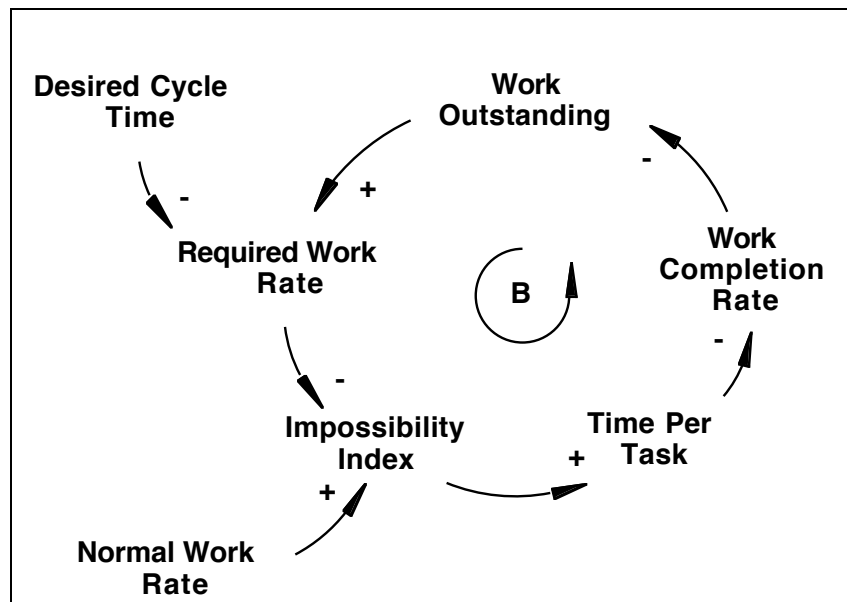 Desired Cycle
Time
-
Work
Outstanding
-
+
Required Work
Rate
Work
Completion
Rate
B
-
-
Impossibility
Index
+
Time Per
Task
+
Normal Work
Rate